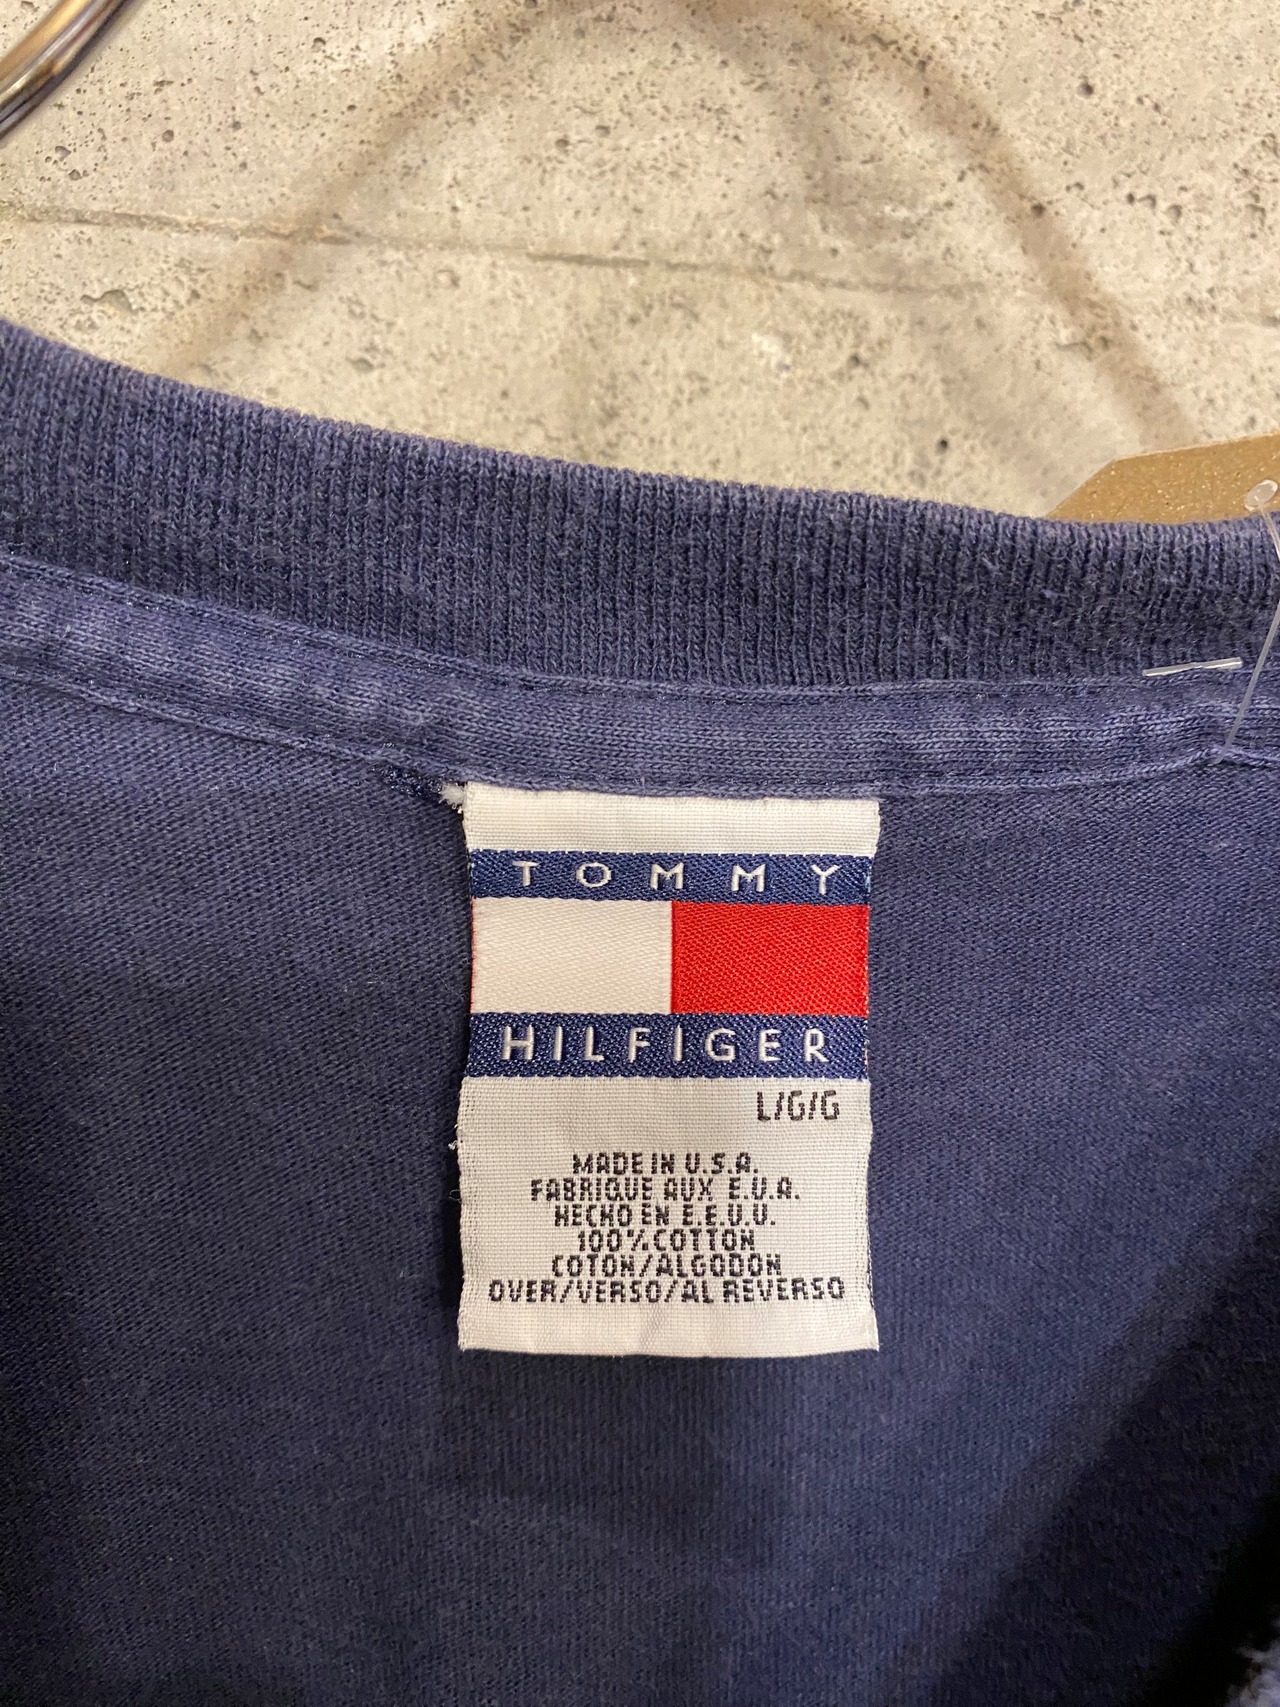 TOMMY
HILFIGER
L/G/G
MADE IN U.S.A.
FABRIQUE AUX E.U.A.
HECHO EN E.E.U.U.
100% COTTON
COTON/ALGODON
OVER/VERSO/AL REVERSO